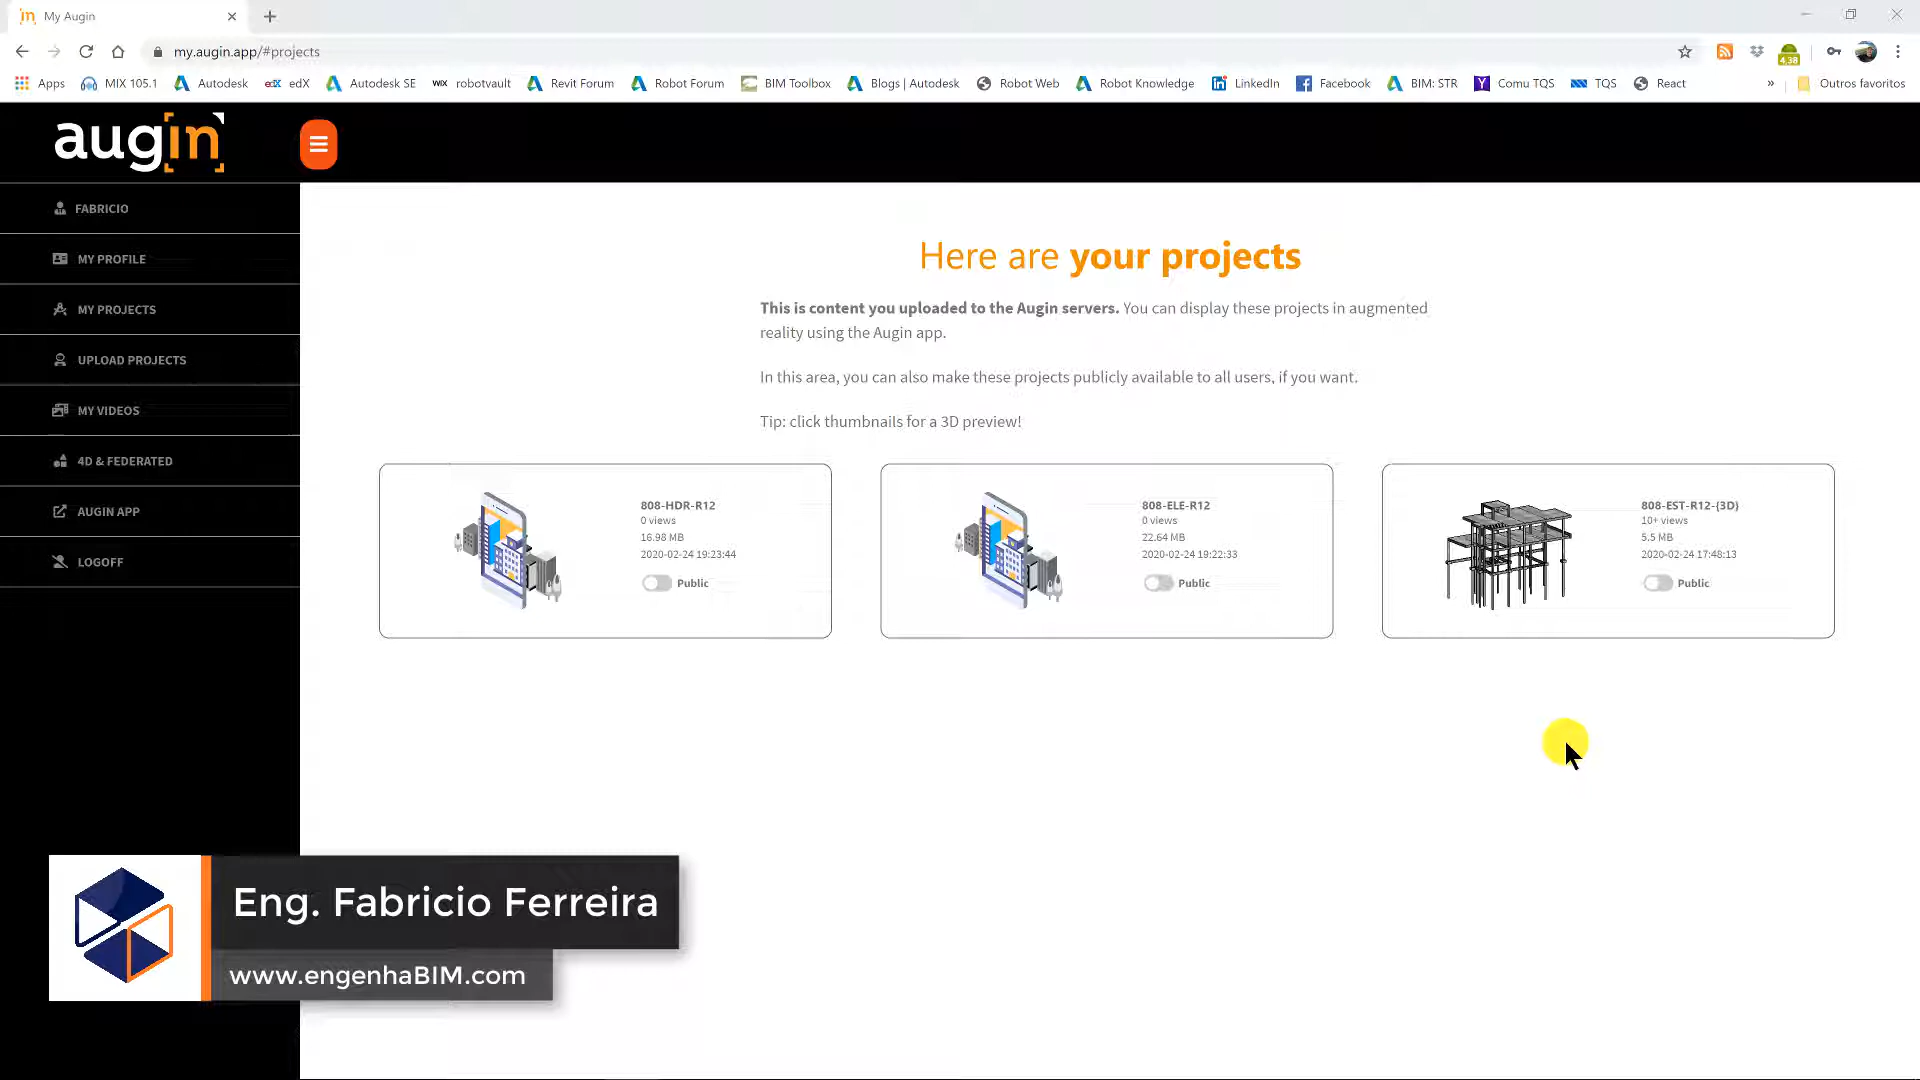 My Augin
my.augin.app/#projects
4,38
Apps MIX 105.1 Autodesk edX Autodesk SE WIX robotvault Revit Forum Robot Forum BIM Toolbox Blogs | Autodesk Robot Web Robot Knowledge LinkedIn Facebook BIM: STR Comu TQS TQS React » Outros favoritos
augin
FABRICIO
MY PROFILE
MY PROJECTS
UPLOAD PROJECTS
MY VIDEOS
4D & FEDERATED
AUGIN APP
LOGOFF
Here are your projects
This is content you uploaded to the Augin servers. You can display these projects in augmented
reality using the Augin app.
In this area, you can also make these projects publicly available to all users, if you want.
Tip: click thumbnails for a 3D preview!
808-HDR-R12
0 views
16.98 MB
2020-02-24 19:23:44
Public
808-ELE-R12
0 views
22.64 MB
2020-02-24 19:22:33
Public
808-EST-R12-{3D}
10+ views
5.5 MB
2020-02-24 17:48:13
Public
Eng. Fabricio Ferreira
www.engenhaBIM.com